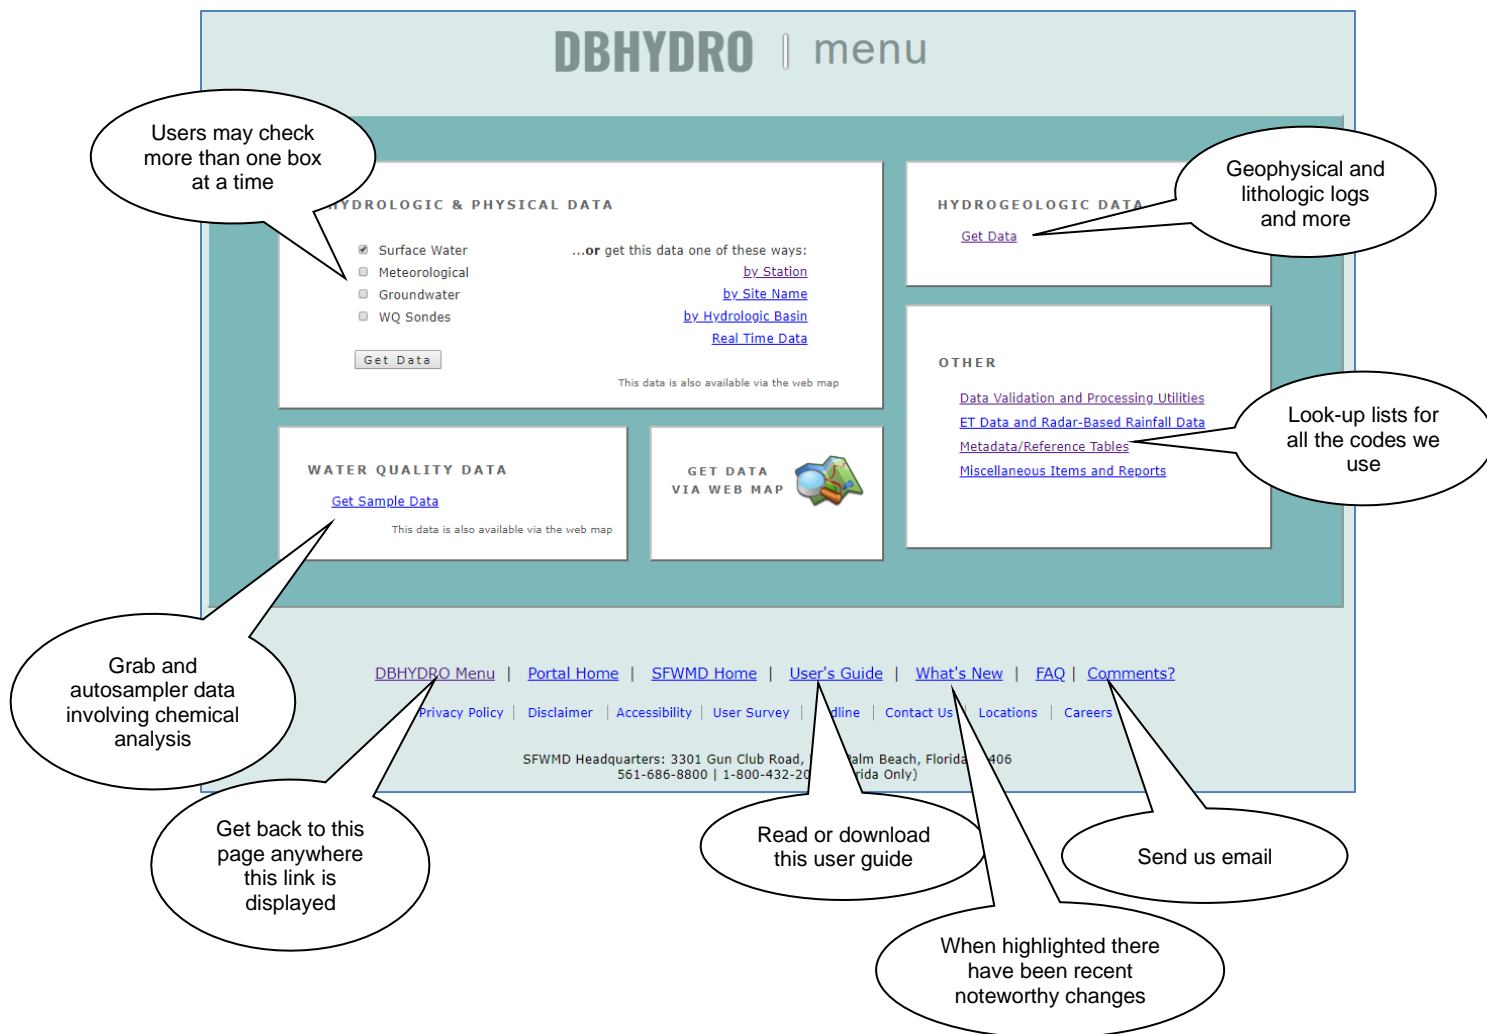 DBHYDRO | menu
Users may check
more than one box
at a time
HYDROLOGIC & PHYSICAL DATA
Surface Water
Meteorological
Groundwater
WQ Sondes
Get Data
...or get this data one of these ways:
by Station
by Site Name
by Hydrologic Basin
Real Time Data
This data is also available via the web map
HYDROGEOLOGIC DATA
Get Data
Geophysical and
lithologic logs
and more
OTHER
Data Validation and Processing Utilities
ET Data and Radar-Based Rainfall Data
Metadata/Reference Tables
Miscellaneous Items and Reports
Look-up lists for
all the codes we
use
WATER QUALITY DATA
Get Sample Data
This data is also available via the web map
GET DATA
VIA WEB MAP
Grab and
autosampler data
involving chemical
analysis
DBHYDRO Menu | Portal Home | SFWMD Home | User's Guide | What's New | FAQ | Comments?
Privacy Policy | Disclaimer | Accessibility | User Survey | | Contact Us | Locations | Careers
SFWMD Headquarters: 3301 Gun Club Road, Palm Beach, Florida
561-686-8800 | 1-800-432-20 Only)
Get back to this
page anywhere
this link is
displayed
Read or download
this user guide
Send us email
When highlighted there
have been recent
noteworthy changes